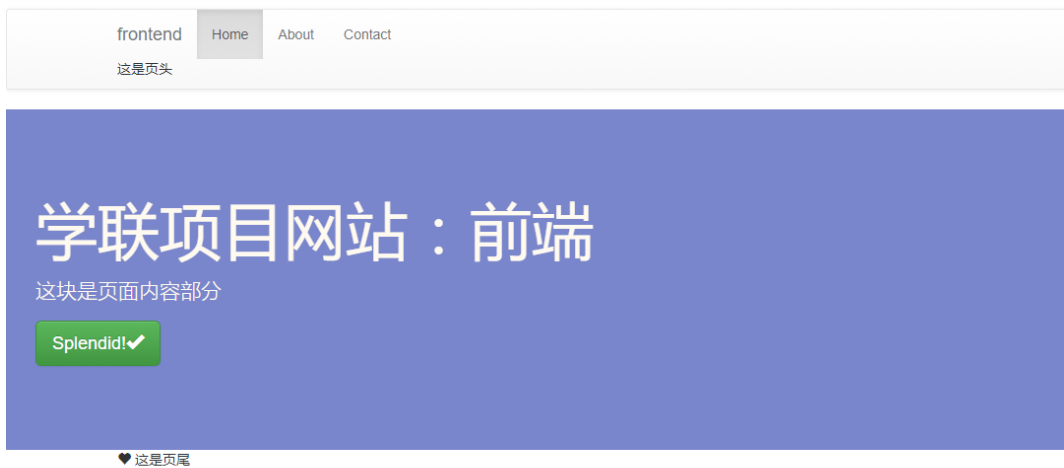 frontend Home About Contact
这是页头
学联项目网站：前端
这块是页面内容部分
Splendid!✔
♥ 这是页尾